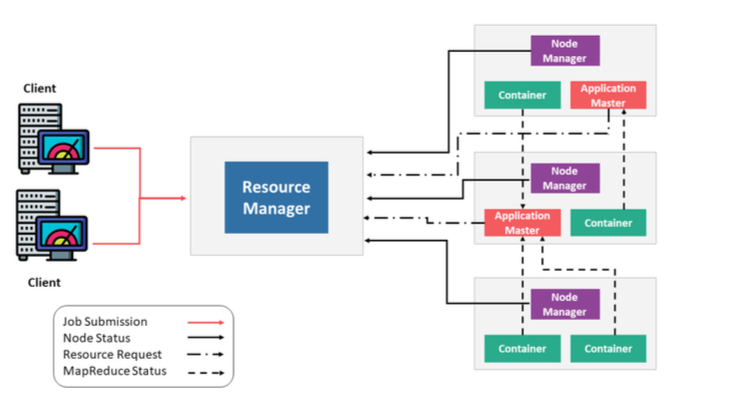 Client
Client
Job Submission
Node Status
Resource Request
MapReduce Status
Resource
Manager
Node
Manager
Container
Application
Master
Node
Manager
Application
Master
Container
Node
Manager
Container
Container